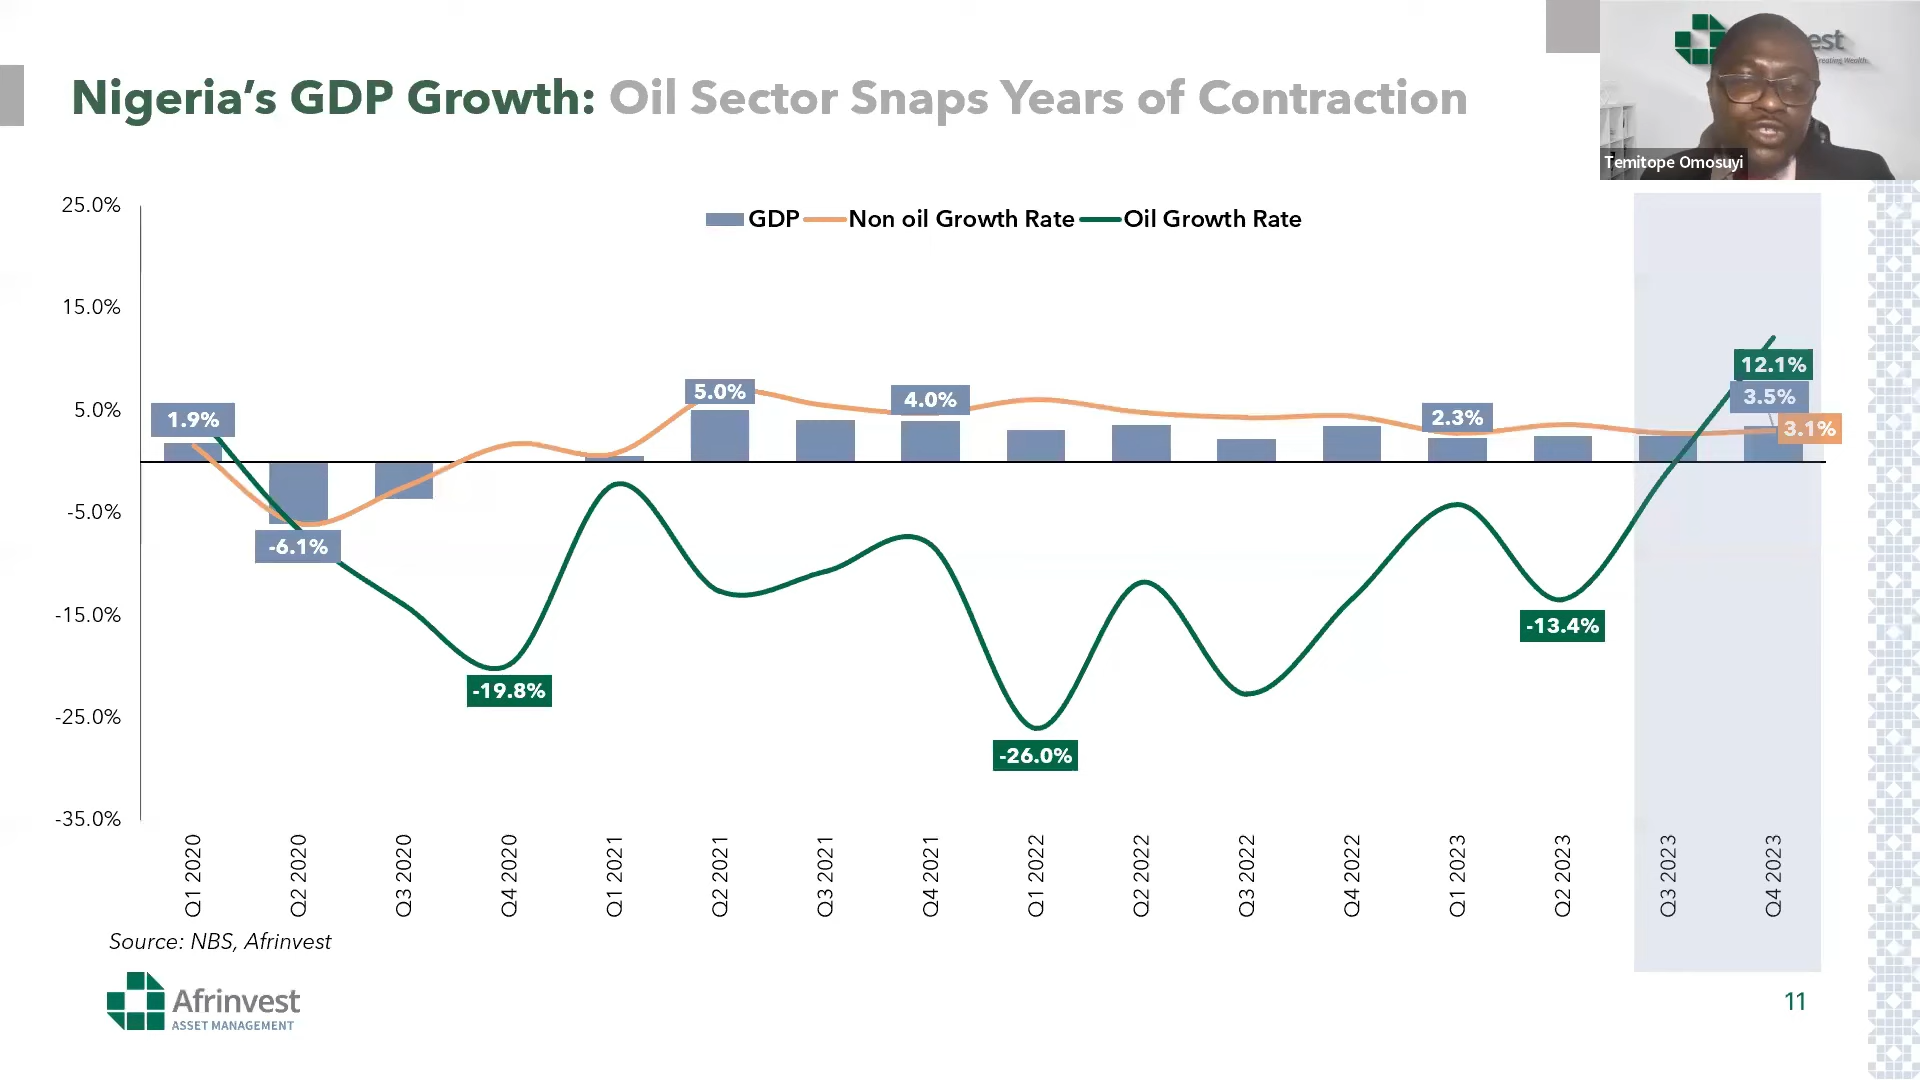 Nigeria's GDP Growth: Oil Sector Snaps Years of Contraction
est
Creating Wealth
Temitope Omosuyi
GDP Non oil Growth Rate Oil Growth Rate
25.0%
15.0%
5.0%
-5.0%
-15.0%
-25.0%
-35.0%
1.9%
-6.1%
-19.8%
5.0%
4.0%
-26.0%
2.3%
-13.4%
12.1%
3.5%
3.1%
Q1 2020
Q2 2020
Q3 2020
Q4 2020
Q1 2021
Q2 2021
Q3 2021
Q4 2021
Q1 2022
Q2 2022
Q3 2022
Q4 2022
Q1 2023
Q2 2023
Q3 2023
Q4 2023
Source: NBS, Afrinvest
Afrinvest
ASSET MANAGEMENT
11